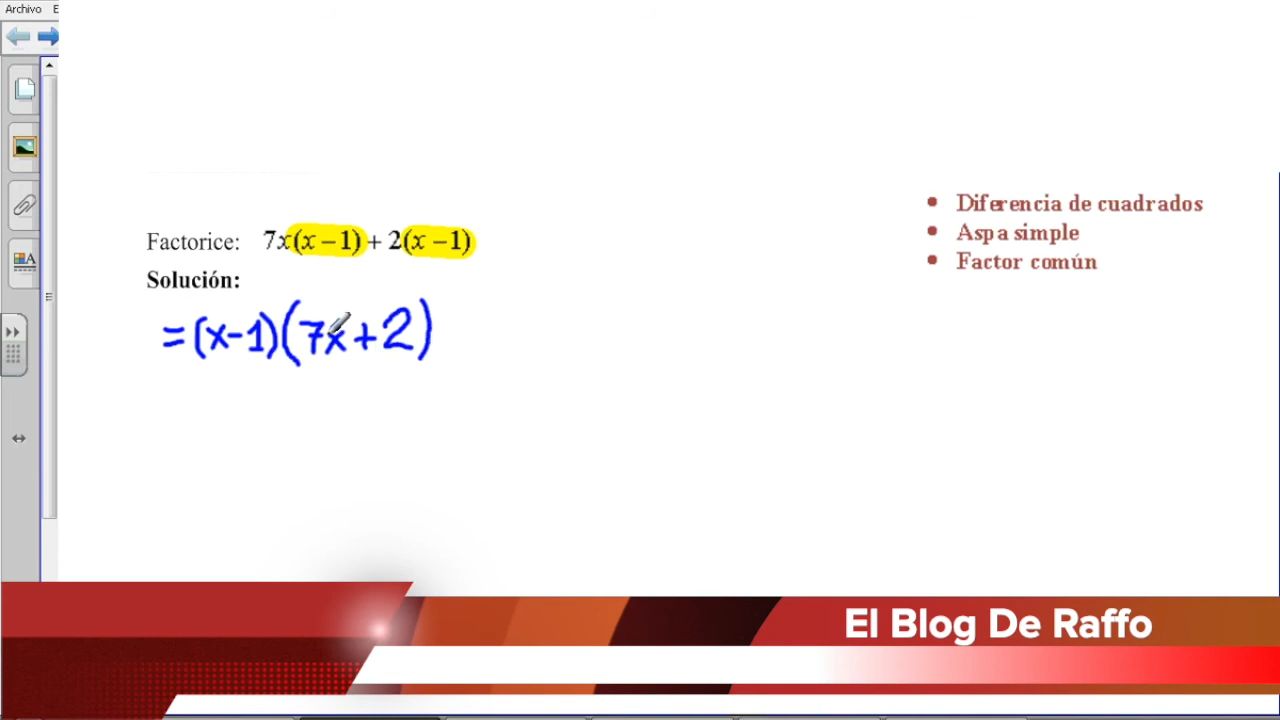 Archivo E
Factorice: 7x(x – 1) + 2(x – 1)
Solución:
= (x-1)(7x+2)
• Diferencia de cuadrados
• Aspa simple
• Factor común
El Blog De Raffo